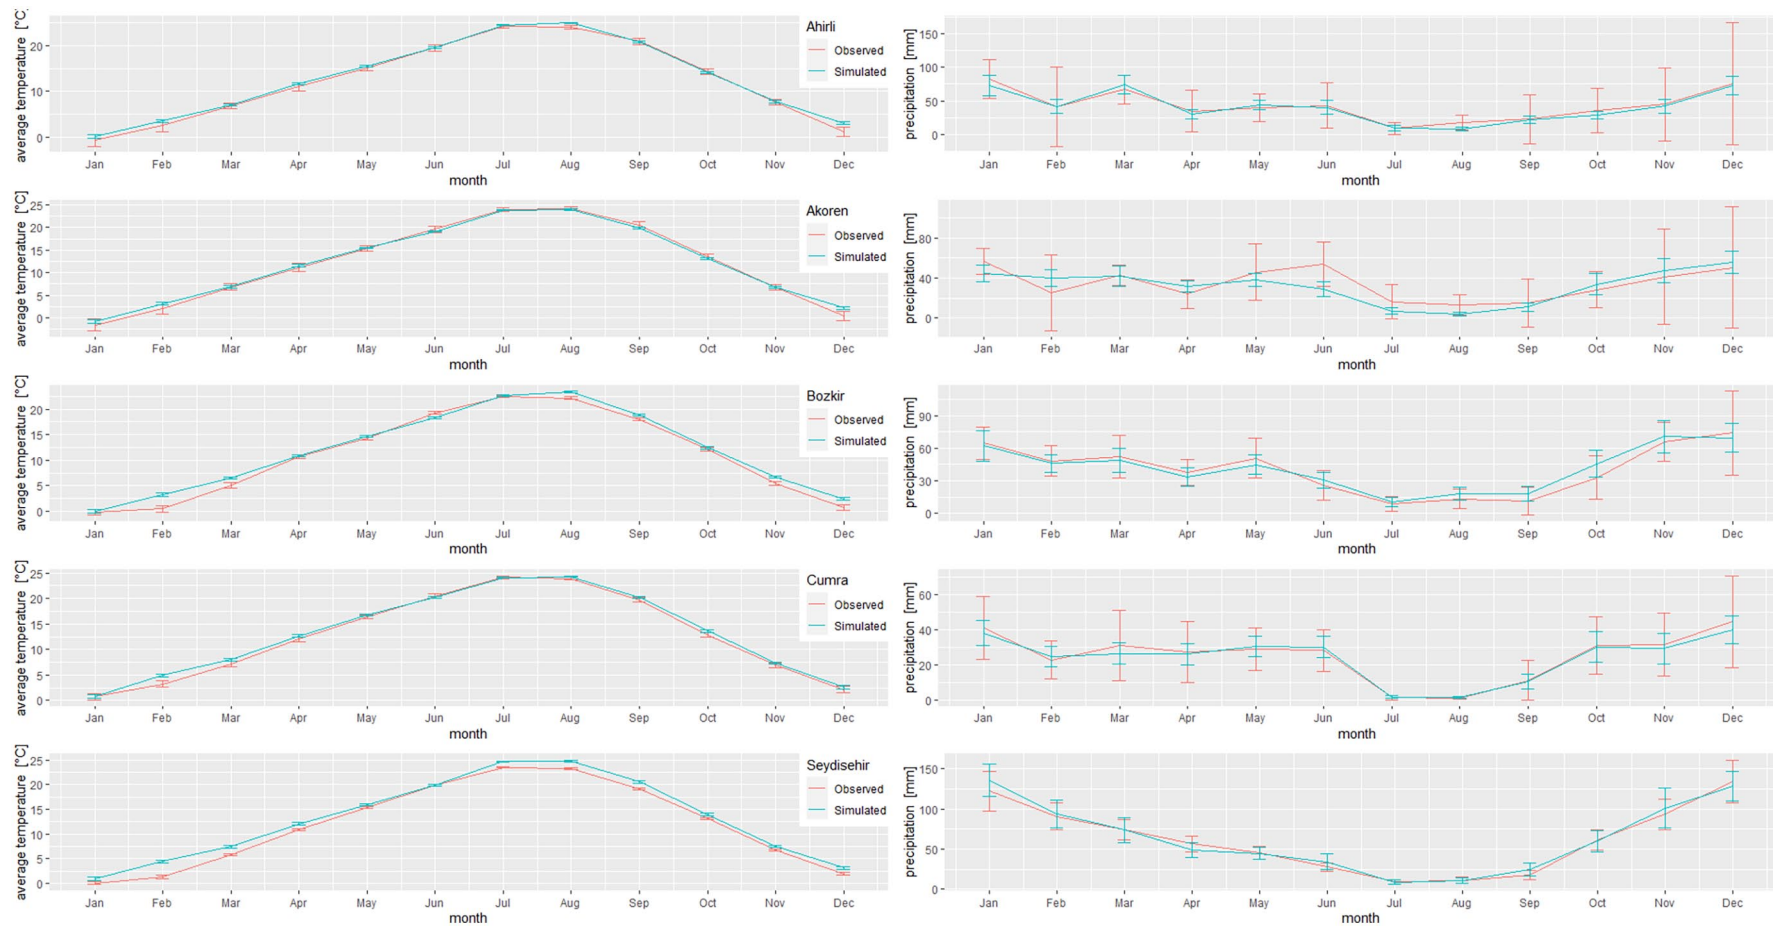 average temperature [°C]
20
10
0
Jan Feb Mar Apr May Jun Jul Aug Sep Oct Nov Dec
month
Ahirli
Observed
Simulated
precipitation [mm]
150
100
50
0
Jan Feb Mar Apr May Jun Jul Aug Sep Oct Nov Dec
month
average temperature [°C]
25
20
15
10
5
0
Jan Feb Mar Apr May Jun Jul Aug Sep Oct Nov Dec
month
Akoren
Observed
Simulated
precipitation [mm]
80
40
0
Jan Feb Mar Apr May Jun Jul Aug Sep Oct Nov Dec
month
average temperature [°C]
20
15
10
5
0
Jan Feb Mar Apr May Jun Jul Aug Sep Oct Nov Dec
month
Bozkir
Observed
Simulated
precipitation [mm]
90
60
30
0
Jan Feb Mar Apr May Jun Jul Aug Sep Oct Nov Dec
month
average temperature [°C]
25
20
15
10
5
0
Jan Feb Mar Apr May Jun Jul Aug Sep Oct Nov Dec
month
Cumra
Observed
Simulated
precipitation [mm]
60
40
20
0
Jan Feb Mar Apr May Jun Jul Aug Sep Oct Nov Dec
month
average temperature [°C]
25
20
15
10
5
0
Jan Feb Mar Apr May Jun Jul Aug Sep Oct Nov Dec
month
Seydisehir
Observed
Simulated
precipitation [mm]
150
100
50
0
Jan Feb Mar Apr May Jun Jul Aug Sep Oct Nov Dec
month